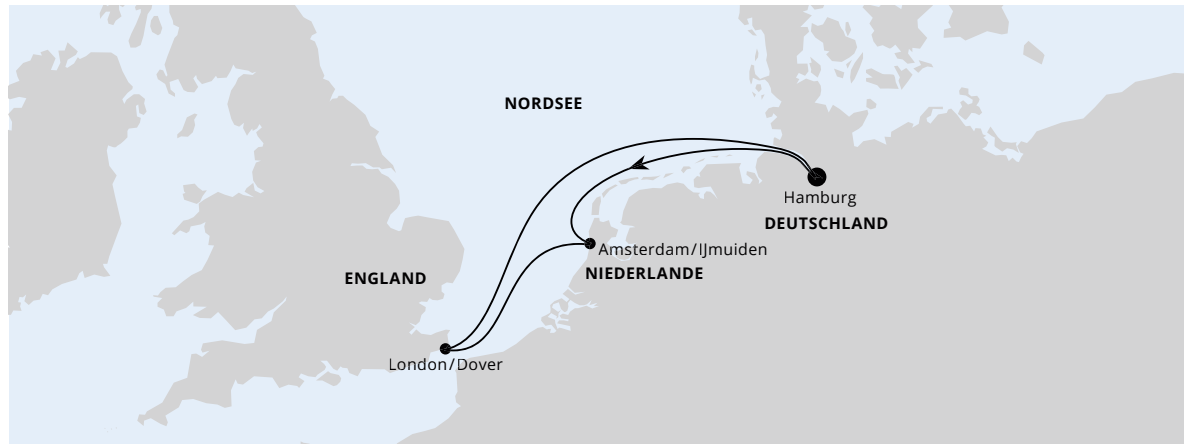 NORDSEE
Hamburg
DEUTSCHLAND
Amsterdam/IJmuiden
NIEDERLANDE
ENGLAND
London/Dover